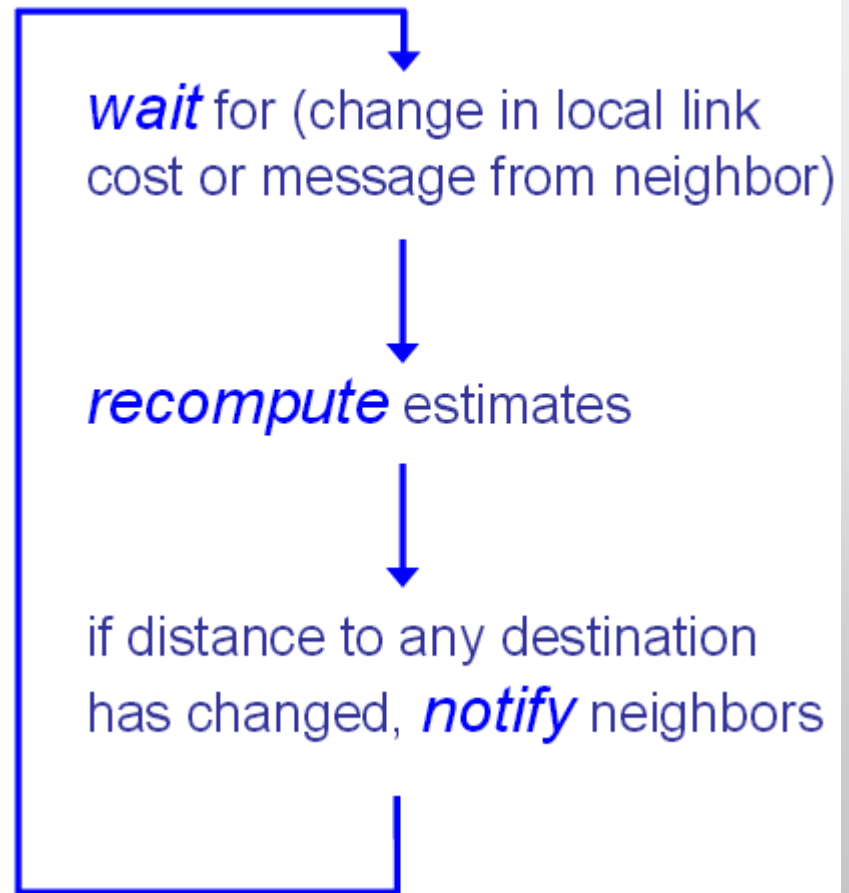 wait for (change in local link
cost or message from neighbor)
recompute estimates
if distance to any destination
has changed, notify neighbors